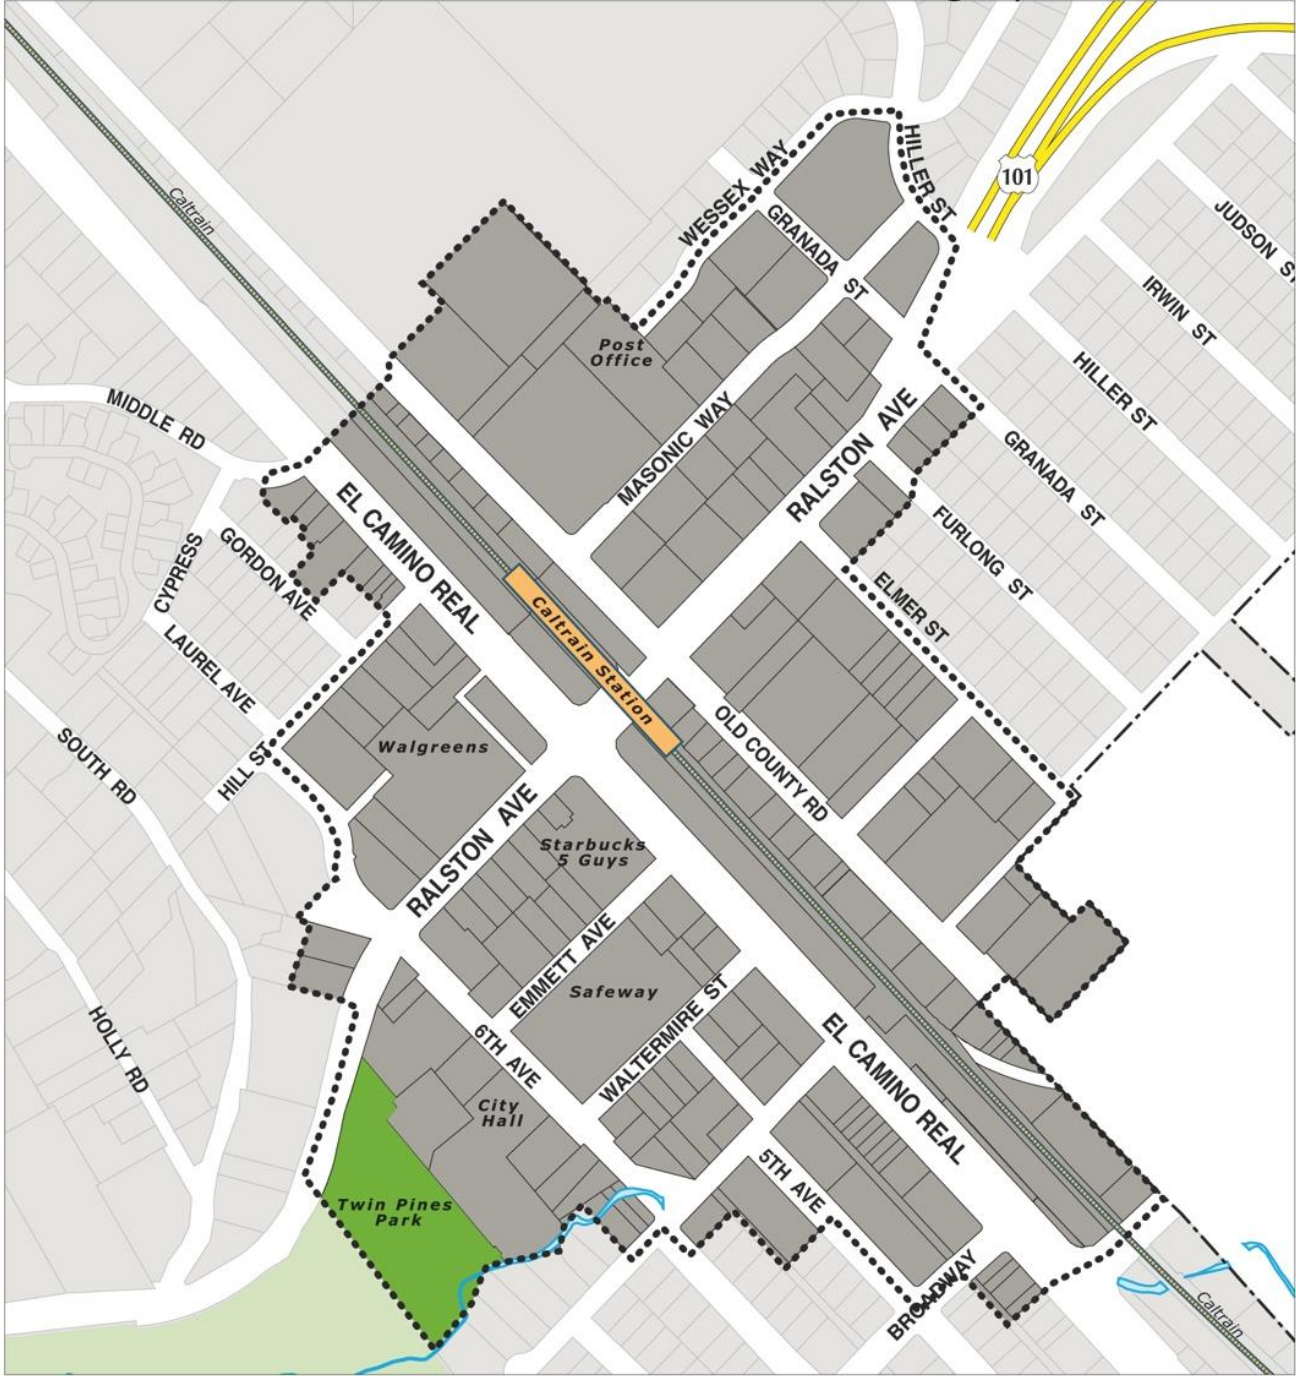 101
HILLER ST
WESSEX WAY
GRANADA ST
JUDSON ST
Caltrain
IRWIN ST
Post
Office
HILLER ST
MIDDLE RD
MASONIC WAY
RALSTON AVE
GRANADA ST
EL CAMINO REAL
FURLONG ST
CYPRESS
GORDON AVE
ELMER ST
Caltrain Station
LAUREL AVE
SOUTH RD
Walgreens
HILL ST
OLD COUNTY RD
RALSTON AVE
Starbucks
5 Guys
EMMETT AVE
Safeway
HOLLY RD
6TH AVE
WALTERMIRE ST
EL CAMINO REAL
City
Hall
5TH AVE
Twin Pines
Park
BROADWAY
Caltrain